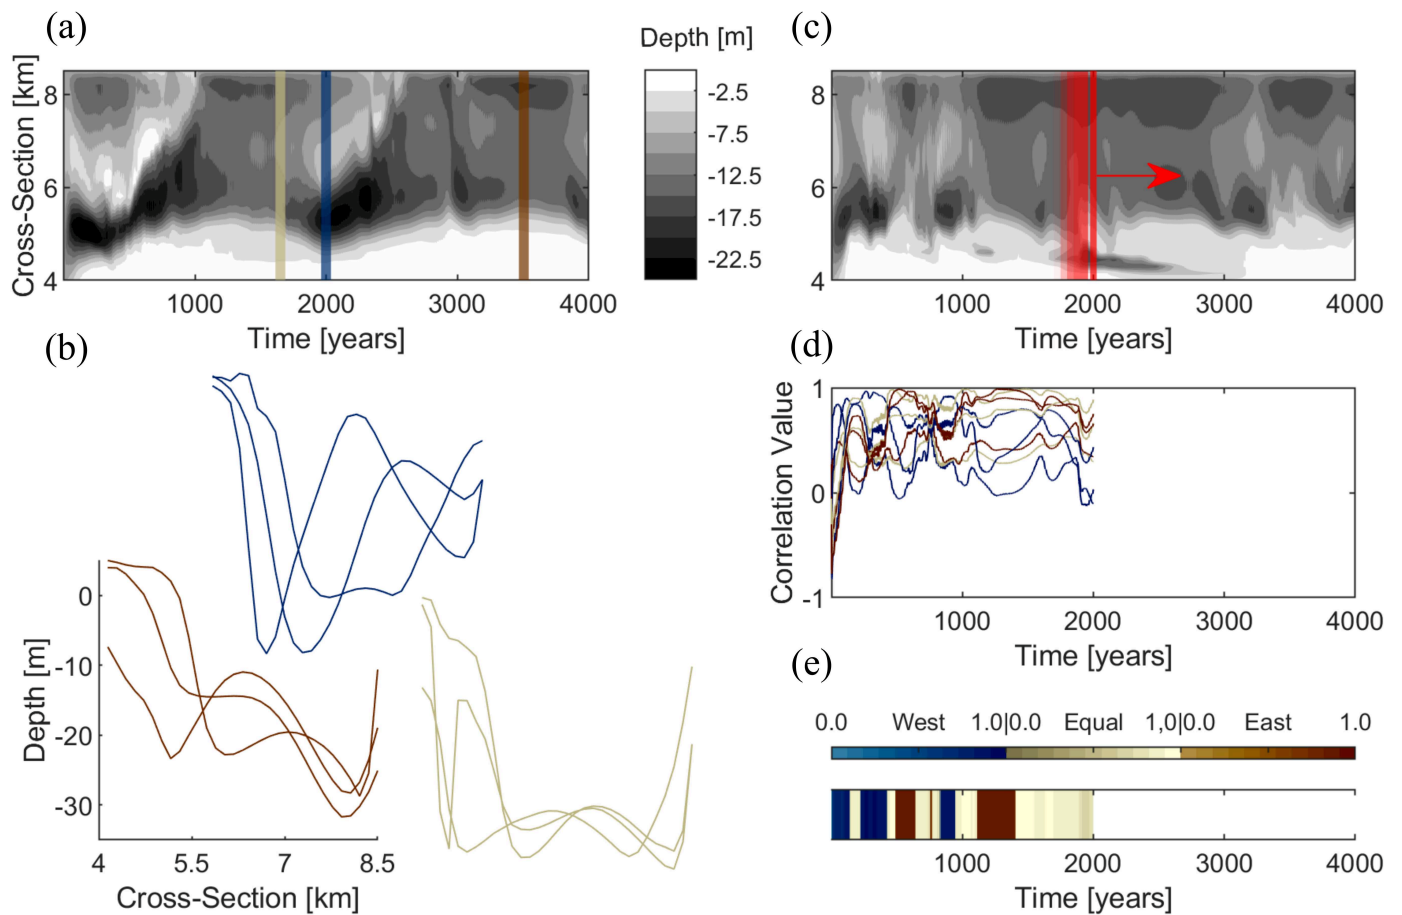 (a)
Cross-Section [km]
8
6
4
1000 2000 3000 4000
Time [years]
Depth [m]
-2.5
-7.5
-12.5
-17.5
-22.5
(c)
8
6
4
1000 2000 3000 4000
Time [years]
(b)
Depth [m]
0
-10
-20
-30
4 5.5 7 8.5
Cross-Section [km]
(d)
Correlation Value
1
0
-1
1000 2000 3000 4000
Time [years]
(e)
0.0 West 1.0|0.0 Equal 1,0|0.0 East 1.0
1000 2000 3000 4000
Time [years]